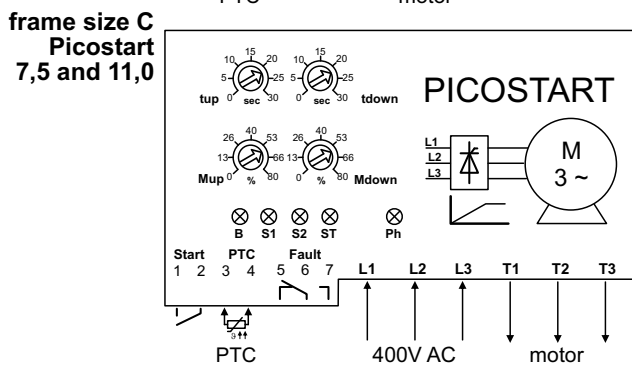 PTC motor
frame size C
Picostart
7,5 and 11,0
15 15
10 20 10 20
5 25 5 25
0 sec 30 0 sec 30
tup tdown
PICOSTART
40 40
26 53 26 53
13 66 13 66
0 % 80 0 % 80
Mup Mdown
L1
L2
L3
M
3 ~
B S1 S2 ST Ph
Start PTC Fault
1 2 3 4 5 6 7 L1 L2 L3 T1 T2 T3
ϑ
PTC 400V AC motor